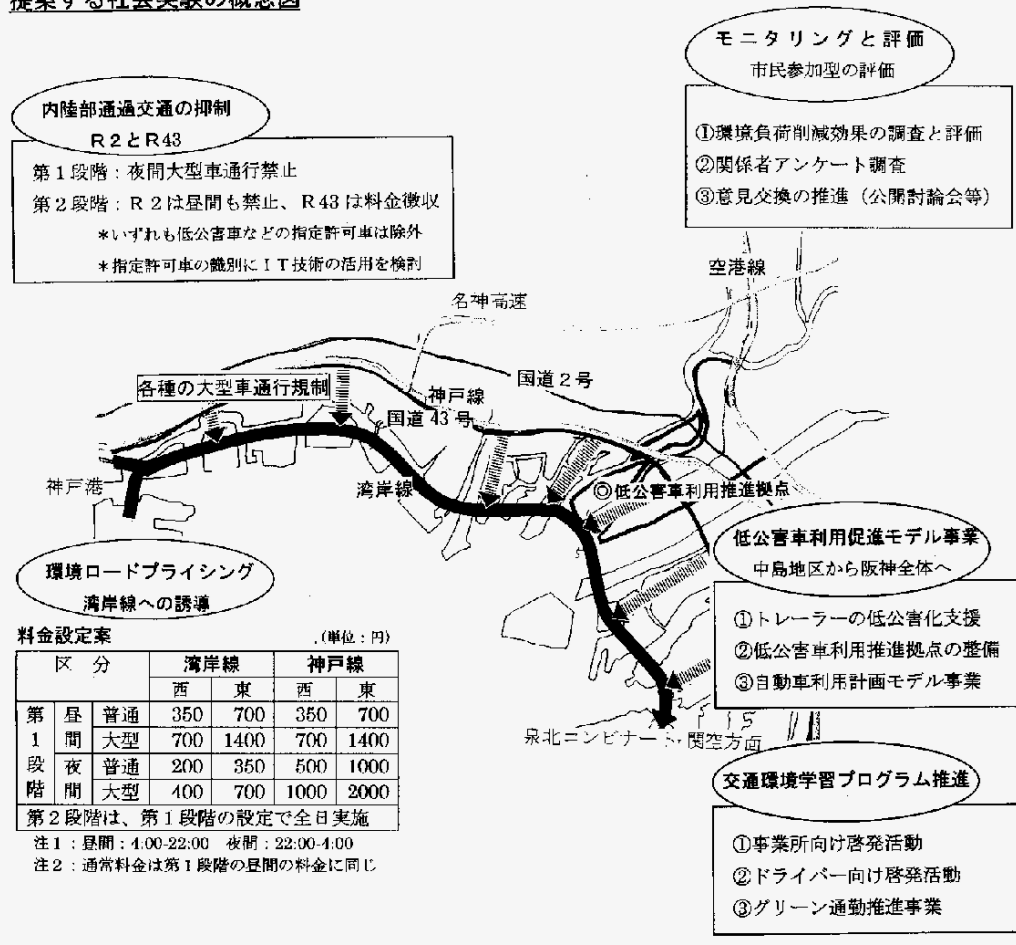 提案する社会実験の概念図
モニタリングと評価
市民参加型の評価
①環境負荷削減効果の調査と評価
②関係者アンケート調査
③意見交換の推進（公開討論会等）
内陸部通過交通の抑制
R2とR43
第1段階：夜間大型車通行禁止
第2段階：R2は昼間も禁止、R43は料金徴収
＊いずれも低公害車などの指定許可車は除外
＊指定許可車の識別にIT技術の活用を検討
空港線
名神高速
国道2号
各種の大型車通行規制
神戸線
国道43号
神戸港
湾岸線
◎低公害車利用推進拠点
泉北コンビナート・関空方面
低公害車利用促進モデル事業
中島地区から阪神全体へ
①トレーラーの低公害化支援
②低公害車利用推進拠点の整備
③自動車利用計画モデル事業
環境ロードプライシング
湾岸線への誘導
料金設定案 （単位：円）
区分 湾岸線 神戸線
西 東 西 東
第1段階 昼間 普通 350 700 350 700
大型 700 1400 700 1400
夜間 普通 200 350 500 1000
大型 400 700 1000 2000
第2段階は、第1段階の設定で全日実施
注1：昼間：4:00-22:00 夜間：22:00-4:00
注2：通常料金は第1段階の昼間の料金に同じ
交通環境学習プログラム推進
①事業所向け啓発活動
②ドライバー向け啓発活動
③グリーン通勤推進事業